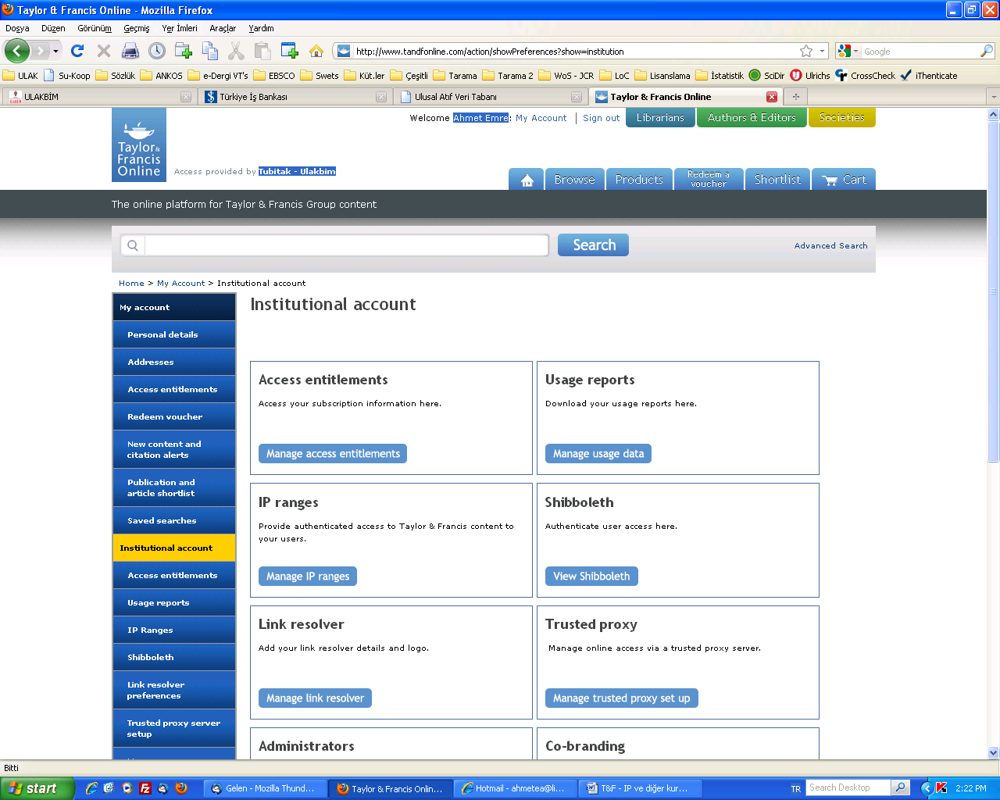 Taylor & Francis Online - Mozilla Firefox
Dosya Düzen Görünüm Geçmiş Yer İmleri Araçlar Yardım
http://www.tandfonline.com/action/showPreferences?show=institution
Google
ULAK Su-Koop Sözlük ANKOS e-Dergi VT's EBSCO Swets Küt.ler Çeşitli Tarama Tarama 2 WoS - JCR LoC Lisanslama İstatistik SciDir Ulrichs CrossCheck iThenticate
ULAKBİM
Türkiye İş Bankası
Ulusal Atıf Veri Tabanı
Taylor & Francis Online
Welcome Ahmet Emre: My Account | Sign out
Librarians
Authors & Editors
Societies
Taylor &
Francis
Online
Access provided by Tubitak - Ulakbim
Browse
Products
Redeem a
voucher
Shortlist
Cart
The online platform for Taylor & Francis Group content
Search
Advanced Search
Home > My Account > Institutional account
My account
Personal details
Addresses
Access entitlements
Redeem voucher
New content and
citation alerts
Publication and
article shortlist
Saved searches
Institutional account
Access entitlements
Usage reports
IP Ranges
Shibboleth
Link resolver
preferences
Trusted proxy server
setup
Institutional account
Access entitlements
Access your subscription information here.
Manage access entitlements
Usage reports
Download your usage reports here.
Manage usage data
IP ranges
Provide authenticated access to Taylor & Francis content to
your users.
Manage IP ranges
Shibboleth
Authenticate user access here.
View Shibboleth
Link resolver
Add your link resolver details and logo.
Manage link resolver
Trusted proxy
Manage online access via a trusted proxy server.
Manage trusted proxy set up
Administrators
Co-branding
Bitti
start
Gelen - Mozilla Thund...
Taylor & Francis Onlin...
Hotmail - ahmetea@li...
T&F - IP ve diğer kur...
TR
Search Desktop
2:22 PM